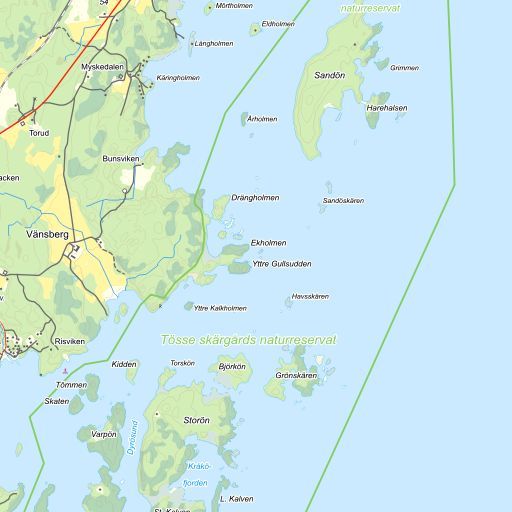 Mörtholmen
naturreservat
54
Eldholmen
Långholmen
Myskedalen
Käringholmen
Sandön
Grimmen
Harehalsen
Årholmen
Torud
Bunsviken
acken
Drängholmen
Sandöskären
Vänsberg
Ekholmen
Yttre Gullsudden
v
Havsskären
Yttre Kalkholmen
Risviken
Tösse skärgårds naturreservat
Kidden
Torskön
Björkön
Grönskären
Tömmen
Skaten
Storön
Varpön
Dyrösund
Kräkö-
fjorden
L. Kalven
St. Kalven